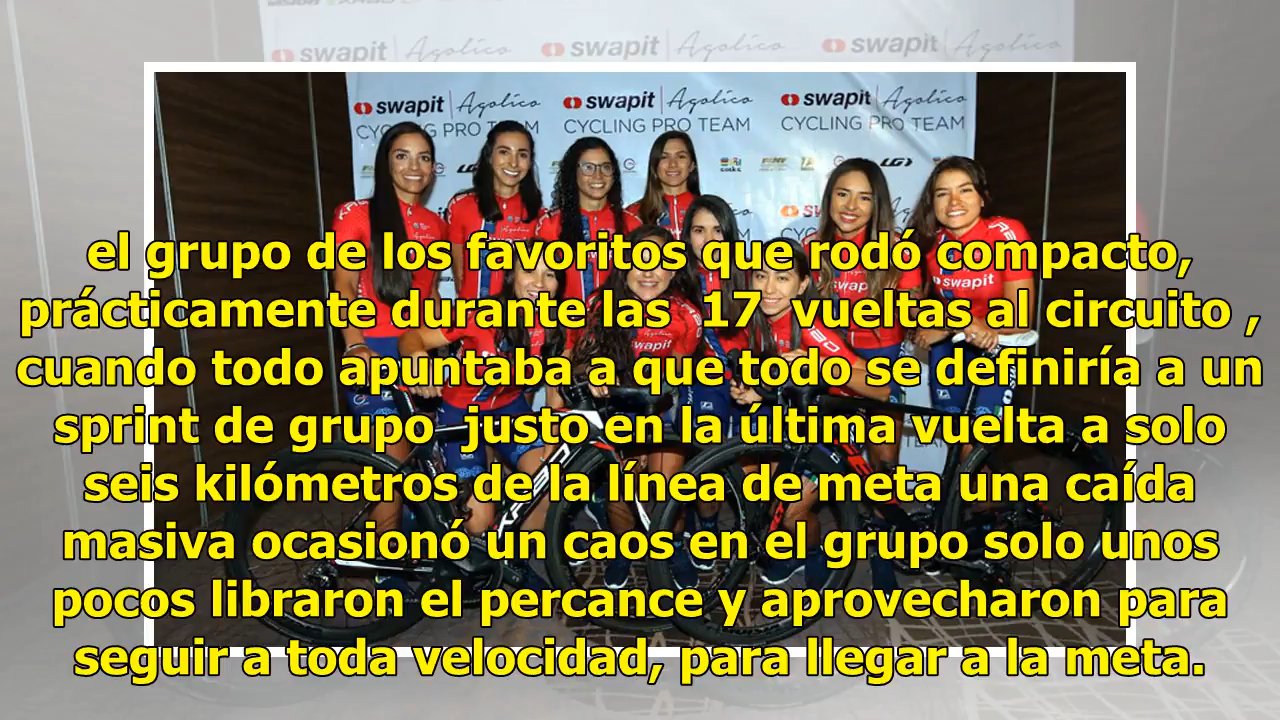 swapit | Agolico
swapit | Agolico
swapit | Agolico
swapit | Agolico
CYCLING PRO TEAM
swapit | Agolico
CYCLING PRO TEAM
swapit | Agolico
CYCLING PRO TEAM
LG
el grupo de los favoritos que rodó compacto,
prácticamente durante las 17 vueltas al circuito ,
cuando todo apuntaba a que todo se definiría a un
sprint de grupo justo en la última vuelta a solo
seis kilómetros de la línea de meta una caída
masiva ocasionó un caos en el grupo solo unos
pocos libraron el percance y aprovecharon para
seguir a toda velocidad, para llegar a la meta.
swapit
swapit